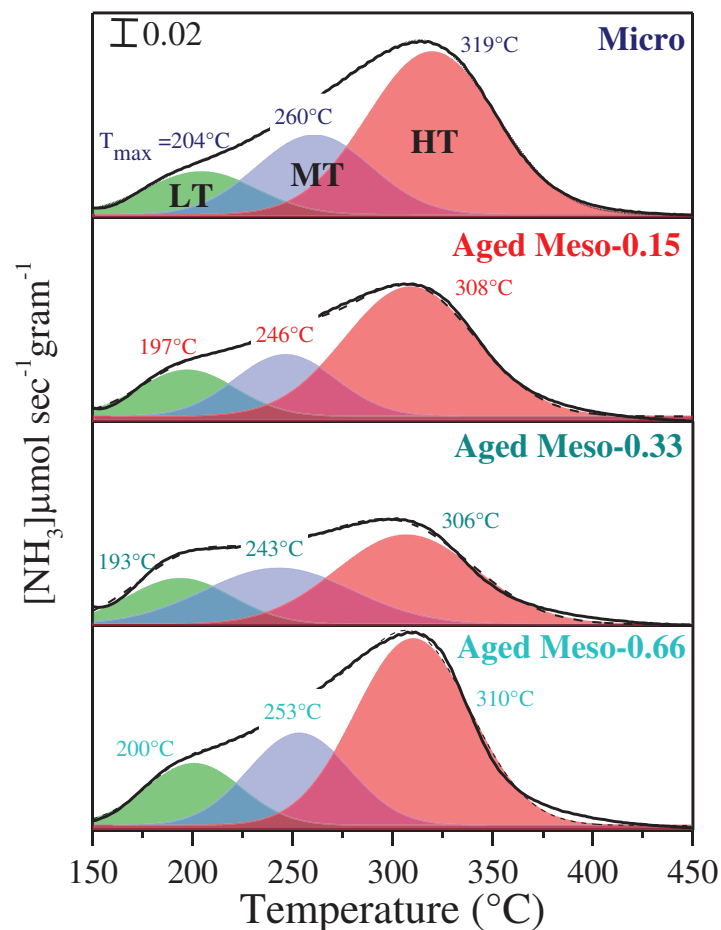 0.02
Micro
319°C
260°C
T_max =204°C
HT
MT
LT
Aged Meso-0.15
308°C
246°C
197°C
Aged Meso-0.33
306°C
243°C
193°C
Aged Meso-0.66
310°C
253°C
200°C
[NH₃]μmol sec⁻¹gram⁻¹
150 200 250 300 350 400 450
Temperature (°C)